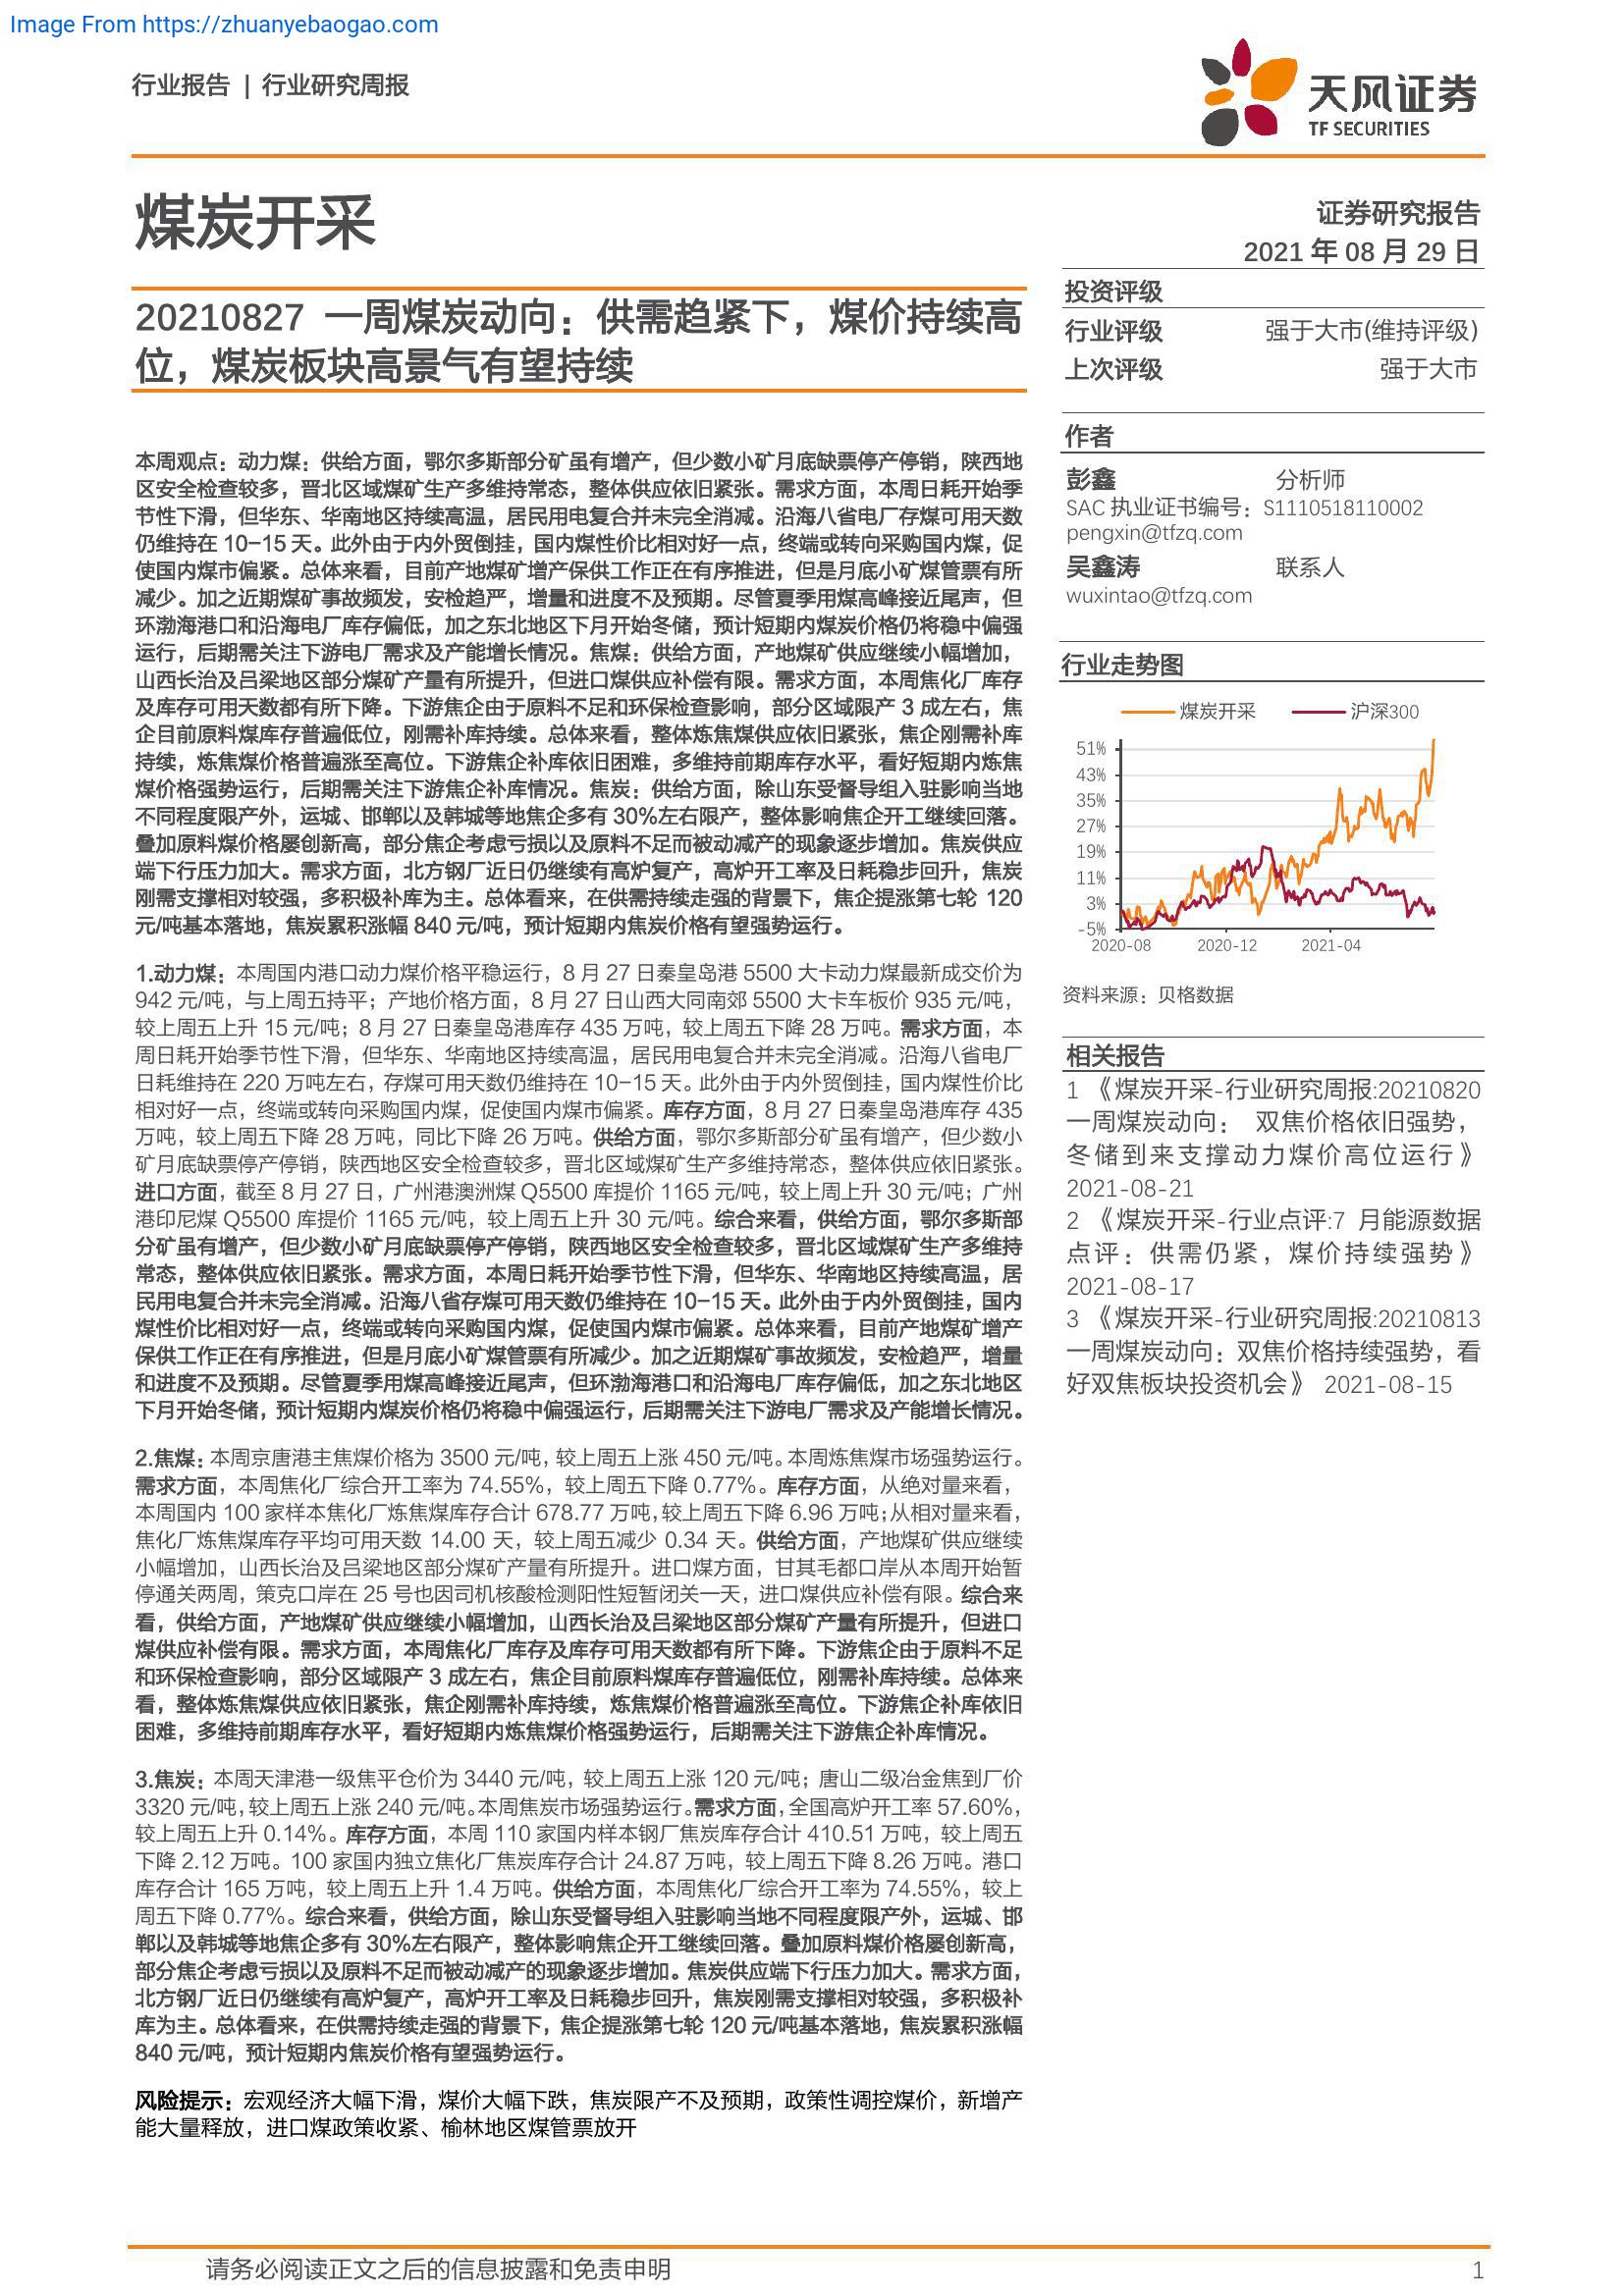 Image From https://zhuanyebaogao.com
行业报告 | 行业研究周报
天风证券
TF SECURITIES
煤炭开采
证券研究报告
2021 年 08 月 29 日
20210827 一周煤炭动向：供需趋紧下，煤价持续高
位，煤炭板块高景气有望持续
本周观点：动力煤：供给方面，鄂尔多斯部分矿虽有增产，但少数小矿月底缺票停产停销，陕西地
区安全检查较多，晋北区域煤矿生产多维持常态，整体供应依旧紧张。需求方面，本周日耗开始季
节性下滑，但华东、华南地区持续高温，居民用电复合并未完全消减。沿海八省电厂存煤可用天数
仍维持在 10-15 天。此外由于内外贸倒挂，国内煤性价比相对好一点，终端或转向采购国内煤，促
使国内煤市偏紧。总体来看，目前产地煤矿增产保供工作正在有序推进，但是月底小矿煤管票有所
减少。加之近期煤矿事故频发，安检趋严，增量和进度不及预期。尽管夏季用煤高峰接近尾声，但
环渤海港口和沿海电厂库存偏低，加之东北地区下月开始冬储，预计短期内煤炭价格仍将稳中偏强
运行，后期需关注下游电厂需求及产能增长情况。焦煤：供给方面，产地煤矿供应继续小幅增加，
山西长治及吕梁地区部分煤矿产量有所提升，但进口煤供应补偿有限。需求方面，本周焦化厂库存
及库存可用天数都有所下降。下游焦企由于原料不足和环保检查影响，部分区域限产 3 成左右，焦
企目前原料煤库存普遍低位，刚需补库持续。总体来看，整体炼焦煤供应依旧紧张，焦企刚需补库
持续，炼焦煤价格普遍涨至高位。下游焦企补库依旧困难，多维持前期库存水平，看好短期内炼焦
煤价格强势运行，后期需关注下游焦企补库情况。焦炭：供给方面，除山东受督导组入驻影响当地
不同程度限产外，运城、邯郸以及韩城等地焦企多有 30%左右限产，整体影响焦企开工继续回落。
叠加原料煤价格屡创新高，部分焦企考虑亏损以及原料不足而被动减产的现象逐步增加。焦炭供应
端下行压力加大。需求方面，北方钢厂近日仍继续有高炉复产，高炉开工率及日耗稳步回升，焦炭
刚需支撑相对较强，多积极补库为主。总体看来，在供需持续走强的背景下，焦企提涨第七轮 120
元/吨基本落地，焦炭累积涨幅 840 元/吨，预计短期内焦炭价格有望强势运行。
1.动力煤：本周国内港口动力煤价格平稳运行，8 月 27 日秦皇岛港 5500 大卡动力煤最新成交价为
942 元/吨，与上周五持平；产地价格方面，8 月 27 日山西大同南郊 5500 大卡车板价 935 元/吨，
较上周五上升 15 元/吨；8 月 27 日秦皇岛港库存 435 万吨，较上周五下降 28 万吨。需求方面，本
周日耗开始季节性下滑，但华东、华南地区持续高温，居民用电复合并未完全消减。沿海八省电厂
日耗维持在 220 万吨左右，存煤可用天数仍维持在 10-15 天。此外由于内外贸倒挂，国内煤性价比
相对好一点，终端或转向采购国内煤，促使国内煤市偏紧。库存方面，8 月 27 日秦皇岛港库存 435
万吨，较上周五下降 28 万吨，同比下降 26 万吨。供给方面，鄂尔多斯部分矿虽有增产，但少数小
矿月底缺票停产停销，陕西地区安全检查较多，晋北区域煤矿生产多维持常态，整体供应依旧紧张。
进口方面，截至 8 月 27 日，广州港澳洲煤 Q5500 库提价 1165 元/吨，较上周上升 30 元/吨；广州
港印尼煤 Q5500 库提价 1165 元/吨，较上周五上升 30 元/吨。综合来看，供给方面，鄂尔多斯部
分矿虽有增产，但少数小矿月底缺票停产停销，陕西地区安全检查较多，晋北区域煤矿生产多维持
常态，整体供应依旧紧张。需求方面，本周日耗开始季节性下滑，但华东、华南地区持续高温，居
民用电复合并未完全消减。沿海八省存煤可用天数仍维持在 10-15 天。此外由于内外贸倒挂，国内
煤性价比相对好一点，终端或转向采购国内煤，促使国内煤市偏紧。总体来看，目前产地煤矿增产
保供工作正在有序推进，但是月底小矿煤管票有所减少。加之近期煤矿事故频发，安检趋严，增量
和进度不及预期。尽管夏季用煤高峰接近尾声，但环渤海港口和沿海电厂库存偏低，加之东北地区
下月开始冬储，预计短期内煤炭价格仍将稳中偏强运行，后期需关注下游电厂需求及产能增长情况。
2.焦煤：本周京唐港主焦煤价格为 3500 元/吨，较上周五上涨 450 元/吨。本周炼焦煤市场强势运行。
需求方面，本周焦化厂综合开工率为 74.55%，较上周五下降 0.77%。库存方面，从绝对量来看，
本周国内 100 家样本焦化厂炼焦煤库存合计 678.77 万吨，较上周五下降 6.96 万吨；从相对量来看，
焦化厂炼焦煤库存平均可用天数 14.00 天，较上周五减少 0.34 天。供给方面，产地煤矿供应继续
小幅增加，山西长治及吕梁地区部分煤矿产量有所提升。进口煤方面，甘其毛都口岸从本周开始暂
停通关两周，策克口岸在 25 号也因司机核酸检测阳性短暂闭关一天，进口煤供应补偿有限。综合来
看，供给方面，产地煤矿供应继续小幅增加，山西长治及吕梁地区部分煤矿产量有所提升，但进口
煤供应补偿有限。需求方面，本周焦化厂库存及库存可用天数都有所下降。下游焦企由于原料不足
和环保检查影响，部分区域限产 3 成左右，焦企目前原料煤库存普遍低位，刚需补库持续。总体来
看，整体炼焦煤供应依旧紧张，焦企刚需补库持续，炼焦煤价格普遍涨至高位。下游焦企补库依旧
困难，多维持前期库存水平，看好短期内炼焦煤价格强势运行，后期需关注下游焦企补库情况。
3.焦炭：本周天津港一级焦平仓价为 3440 元/吨，较上周五上涨 120 元/吨；唐山二级冶金焦到厂价
3320 元/吨，较上周五上涨 240 元/吨。本周焦炭市场强势运行。需求方面，全国高炉开工率 57.60%，
较上周五上升 0.14%。库存方面，本周 110 家国内样本钢厂焦炭库存合计 410.51 万吨，较上周五
下降 2.12 万吨。100 家国内独立焦化厂焦炭库存合计 24.87 万吨，较上周五下降 8.26 万吨。港口
库存合计 165 万吨，较上周五上升 1.4 万吨。供给方面，本周焦化厂综合开工率为 74.55%，较上
周五下降 0.77%。综合来看，供给方面，除山东受督导组入驻影响当地不同程度限产外，运城、邯
郸以及韩城等地焦企多有 30%左右限产，整体影响焦企开工继续回落。叠加原料煤价格屡创新高，
部分焦企考虑亏损以及原料不足而被动减产的现象逐步增加。焦炭供应端下行压力加大。需求方面，
北方钢厂近日仍继续有高炉复产，高炉开工率及日耗稳步回升，焦炭刚需支撑相对较强，多积极补
库为主。总体看来，在供需持续走强的背景下，焦企提涨第七轮 120 元/吨基本落地，焦炭累积涨幅
840 元/吨，预计短期内焦炭价格有望强势运行。
风险提示：宏观经济大幅下滑，煤价大幅下跌，焦炭限产不及预期，政策性调控煤价，新增产
能大量释放，进口煤政策收紧、榆林地区煤管票放开
投资评级
行业评级 强于大市(维持评级)
上次评级 强于大市
作者
彭鑫 分析师
SAC 执业证书编号：S1110518110002
pengxin@tfzq.com
吴鑫涛 联系人
wuxintao@tfzq.com
行业走势图
煤炭开采 沪深300
51%
43%
35%
27%
19%
11%
3%
-5%
2020-08 2020-12 2021-04
资料来源：贝格数据
相关报告
1 《煤炭开采-行业研究周报:20210820
一周煤炭动向： 双焦价格依旧强势，
冬储到来支撑动力煤价高位运行》
2021-08-21
2 《煤炭开采-行业点评:7 月能源数据
点评：供需仍紧，煤价持续强势》
2021-08-17
3 《煤炭开采-行业研究周报:20210813
一周煤炭动向：双焦价格持续强势，看
好双焦板块投资机会》 2021-08-15
请务必阅读正文之后的信息披露和免责申明 1